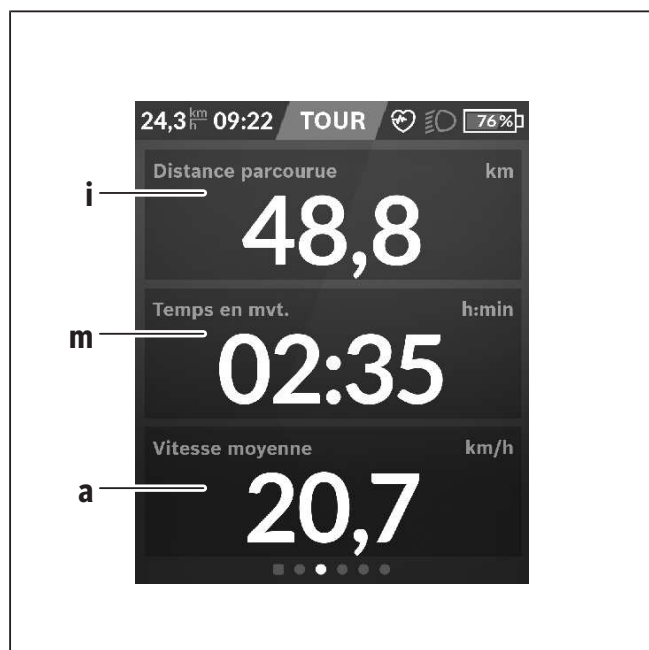 24,3 km/h 09:22 TOUR 76%
Distance parcourue km
i
48,8
Temps en mvt. h:min
m
02:35
Vitesse moyenne km/h
a
20,7